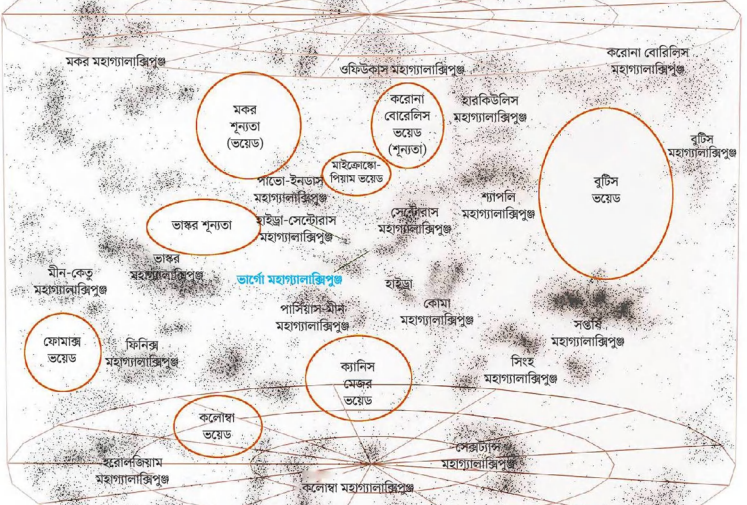 মকর মহাগ্যালাক্সিপুঞ্জ
ওফিউকাস মহাগ্যালাক্সিপুঞ্জ
করোনা বোরিলিস
মহাগ্যালাক্সিপুঞ্জ
মকর
শূন্যতা
(ভয়েড)
করোনা
বোরেলিস
ভয়েড
(শূন্যতা)
হারকিউলিস
মহাগ্যালাক্সিপুঞ্জ
বুটিস
মহাগ্যালাক্সিপুঞ্জ
মাইক্রোস্কো-
পিয়াম ভয়েড
পাভো-ইনডাস
মহাগ্যালাক্সিপুঞ্জ
শ্যাপলি
মহাগ্যালাক্সিপুঞ্জ
বুটিস
ভয়েড
ভাস্কর শূন্যতা
হাইড্রা-সেন্টোরাস
মহাগ্যালাক্সিপুঞ্জ
সেন্টোরাস
মহাগ্যালাক্সিপুঞ্জ
ভাস্কর
মহাগ্যালাক্সিপুঞ্জ
মীন-কেতু
মহাগ্যালাক্সিপুঞ্জ
ভার্গো মহাগ্যালাক্সিপুঞ্জ
হাইড্রা
পার্সিয়াস-মীন
মহাগ্যালাক্সিপুঞ্জ
কোমা
মহাগ্যালাক্সিপুঞ্জ
সপ্তর্ষি
মহাগ্যালাক্সিপুঞ্জ
ফোমাক্স
ভয়েড
ফিনিক্স
মহাগ্যালাক্সিপুঞ্জ
ক্যানিস
মেজর
ভয়েড
সিংহ
মহাগ্যালাক্সিপুঞ্জ
কলোম্বা
ভয়েড
হরোলজিয়াম
মহাগ্যালাক্সিপুঞ্জ
সেক্সট্যান্স
মহাগ্যালাক্সিপুঞ্জ
কলোম্বা মহাগ্যালাক্সিপুঞ্জ